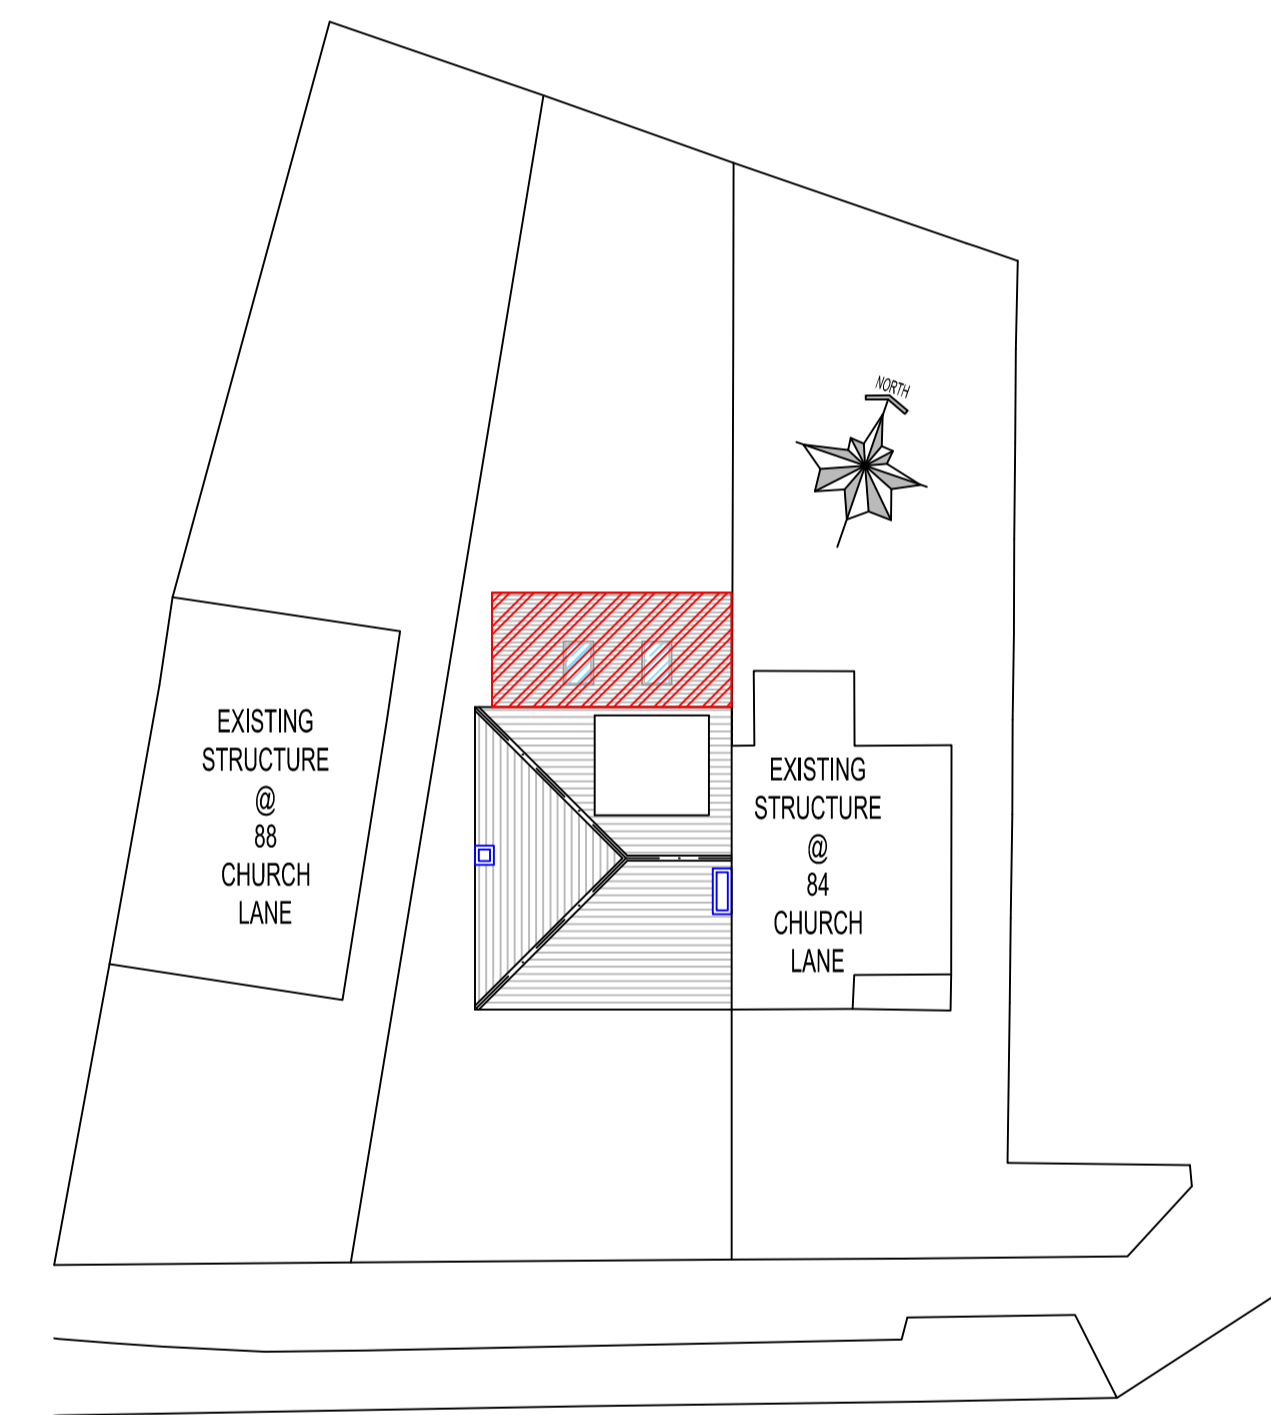 NORTH
EXISTING
STRUCTURE
@
88
CHURCH
LANE
EXISTING
STRUCTURE
@
84
CHURCH
LANE